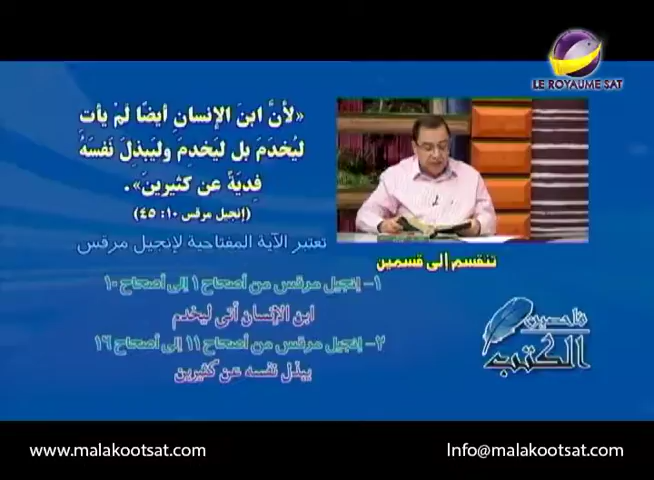 LE ROYAUME SAT
«لأنَّ ابنَ الإنسانِ أيضًا لَمْ يأتِ
ليُخدَمَ بل ليَخدِمَ وليَبذِلَ نَفسَهُ
فِديَةً عن كثيرينَ».
(إنجيل مرقس ١٠: ٤٥)
تعتبر الآية المفتاحية لإنجيل مرقس
تنقسم إلى قسمين
١- إنجيل مرقس من أصحاح ١ إلى أصحاح ١٠
ابن الإنسان أتى ليخدم
٢- إنجيل مرقس من أصحاح ١١ إلى أصحاح ١٦
يبذل نفسه عن كثيرين
فاحصين
الكتب
www.malakootsat.com
Info@malakootsat.com